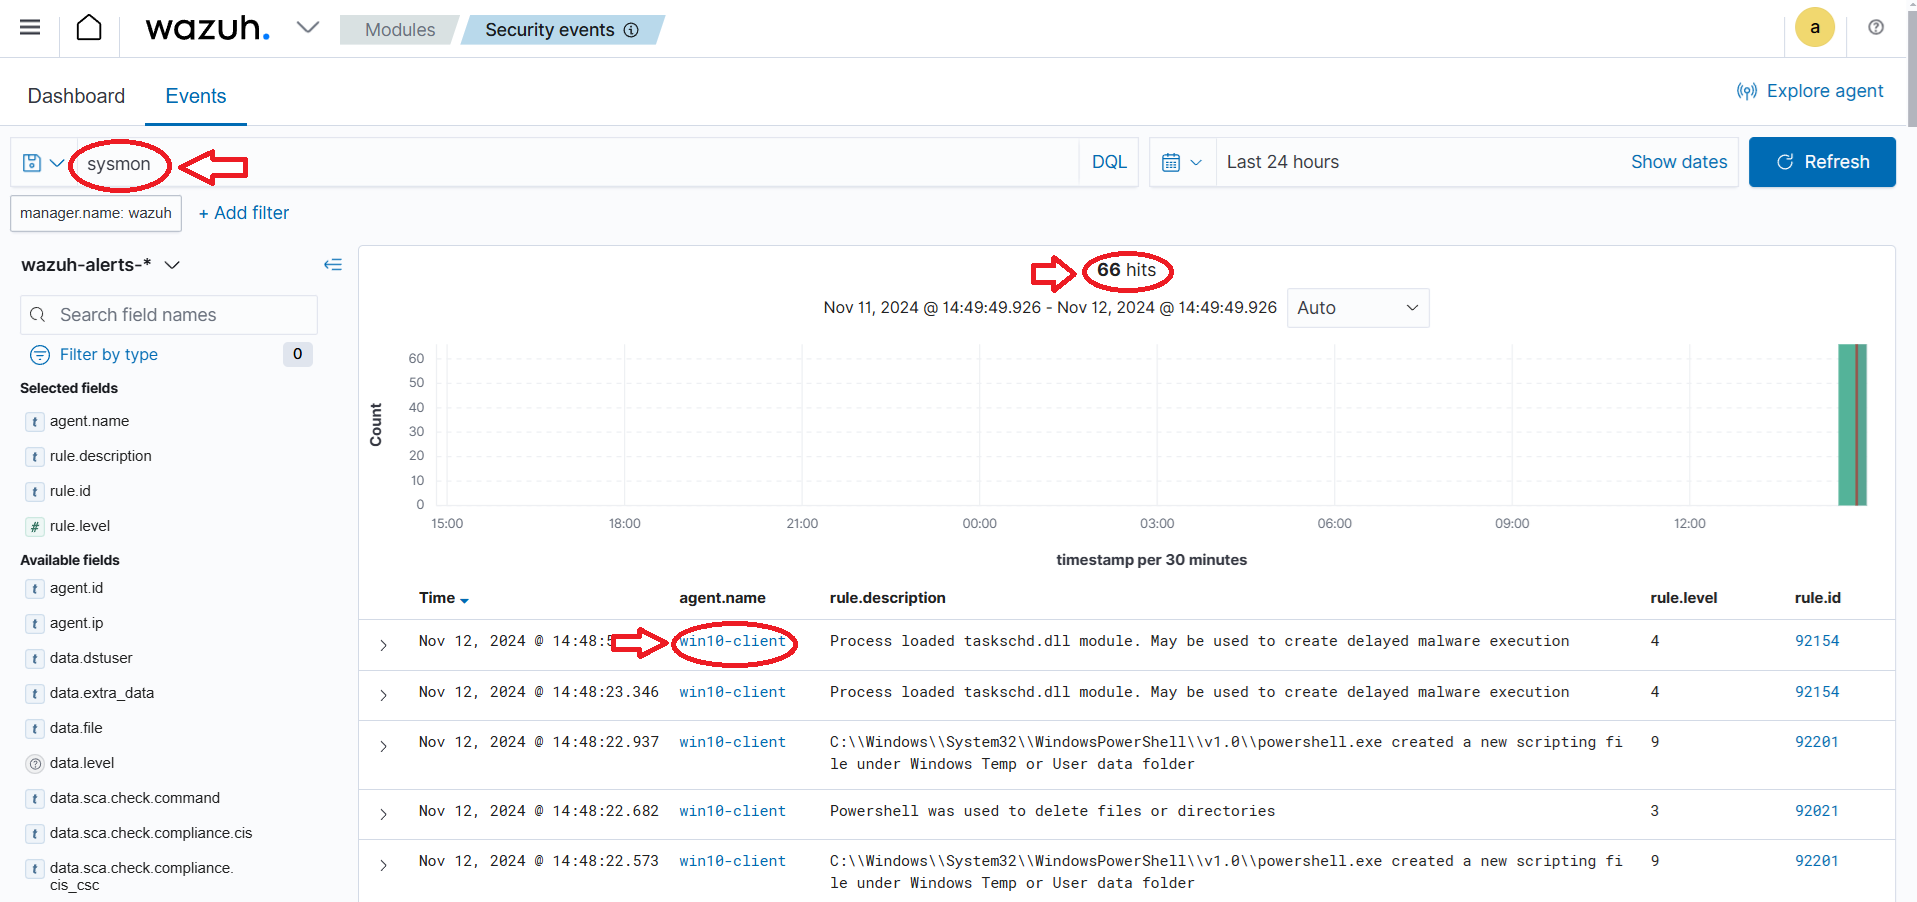 wazuh.
Modules
Security events
a
Dashboard
Events
Explore agent
sysmon
DQL
Last 24 hours
Show dates
Refresh
manager.name: wazuh
+ Add filter
wazuh-alerts-*
Search field names
Filter by type
0
Selected fields
t agent.name
t rule.description
t rule.id
# rule.level
Available fields
t agent.id
t agent.ip
t data.dstuser
t data.extra_data
t data.file
data.level
t data.sca.check.command
t data.sca.check.compliance.cis
t data.sca.check.compliance.
cis_csc
66 hits
Nov 11, 2024 @ 14:49:49.926 - Nov 12, 2024 @ 14:49:49.926
Auto
Count
60
50
40
30
20
10
0
15:00 18:00 21:00 00:00 03:00 06:00 09:00 12:00
timestamp per 30 minutes
Time agent.name rule.description rule.level rule.id
Nov 12, 2024 @ 14:48: win10-client Process loaded taskschd.dll module. May be used to create delayed malware execution 4 92154
Nov 12, 2024 @ 14:48:23.346 win10-client Process loaded taskschd.dll module. May be used to create delayed malware execution 4 92154
Nov 12, 2024 @ 14:48:22.937 win10-client C:\\Windows\\System32\\WindowsPowerShell\\v1.0\\powershell.exe created a new scripting fi 9 92201
le under Windows Temp or User data folder
Nov 12, 2024 @ 14:48:22.682 win10-client Powershell was used to delete files or directories 3 92021
Nov 12, 2024 @ 14:48:22.573 win10-client C:\\Windows\\System32\\WindowsPowerShell\\v1.0\\powershell.exe created a new scripting fi 9 92201
le under Windows Temp or User data folder